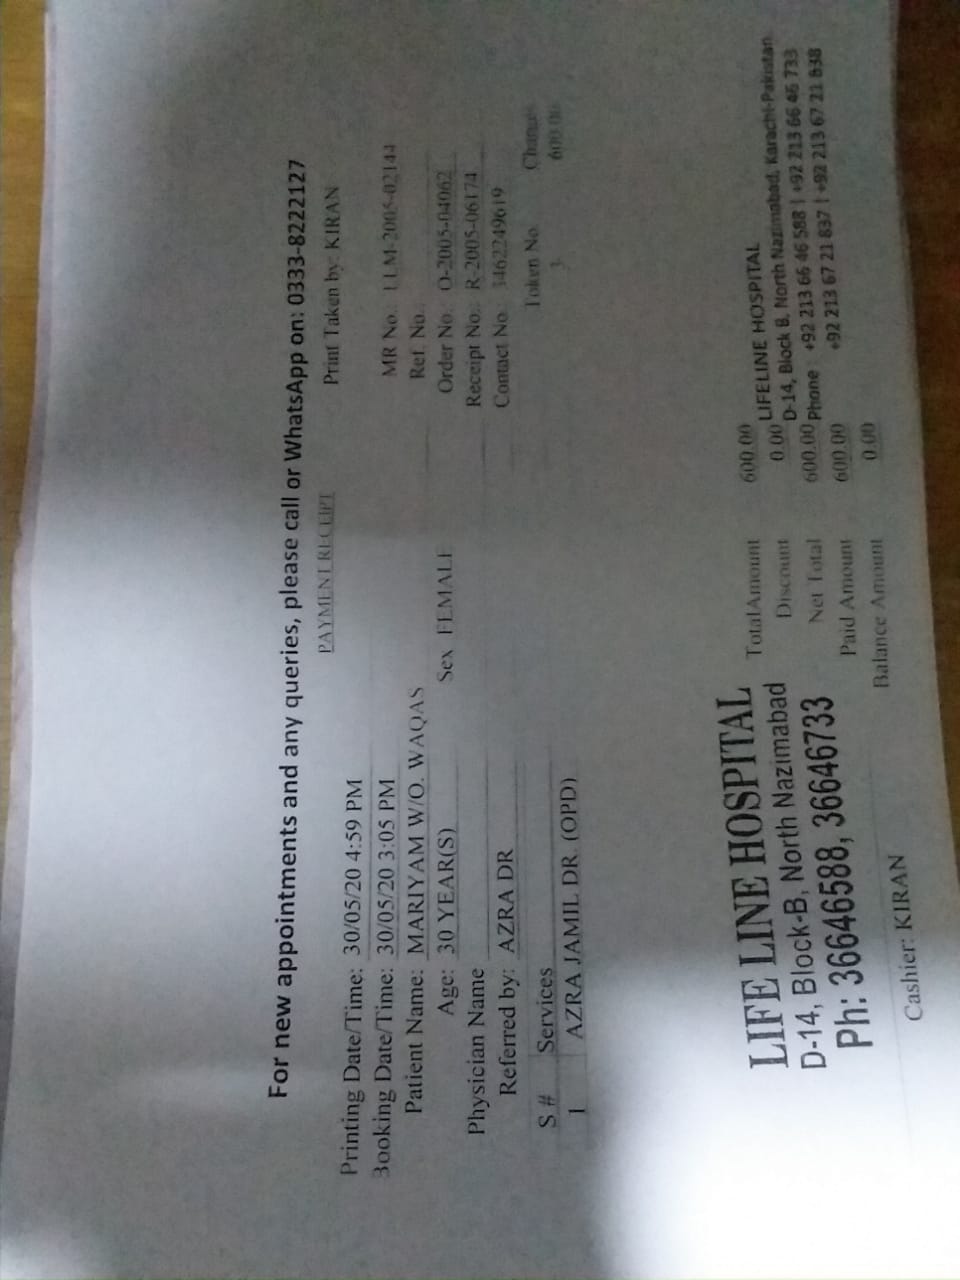 For new appointments and any queries, please call or WhatsApp on: 0333-8222127
PAYMENT RECEIPT
Printing Date/Time: 30/05/20 4:59 PM Print Taken by: KIRAN
Booking Date/Time: 30/05/20 3:05 PM
Patient Name: MARIYAM W/O. WAQAS MR No.: LLM-2005-02144
Ref. No.:
Age: 30 YEAR(S) Sex FEMALE Order No. O-2005-04062
Physician Name Receipt No.: R-2005-06174
Referred by: AZRA DR Contact No.: 3462249619
S # Services Token No. Charges
1 AZRA JAMIL DR. (OPD) 3 600.00
LIFE LINE HOSPITAL
D-14, Block-B, North Nazimabad
Ph: 36646588, 36646733
Total Amount 600.00
Discount 0.00
Net Total 600.00
Paid Amount 600.00
Balance Amount 0.00
LIFELINE HOSPITAL
D-14, Block B, North Nazimabad, Karachi-Pakistan.
Phone +92 213 66 46 588 | +92 213 66 46 733
+92 213 67 21 837 | +92 213 67 21 838
Cashier: KIRAN